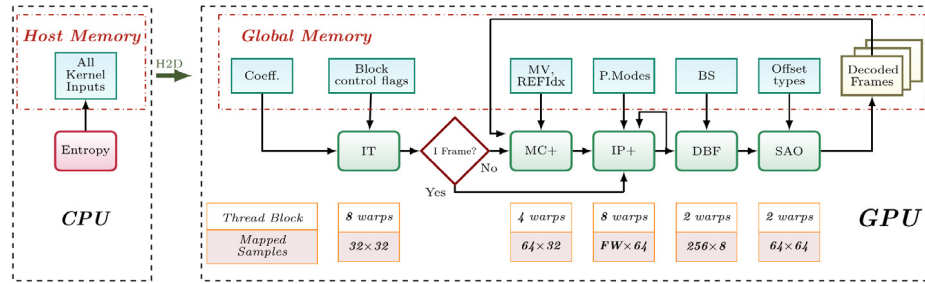 Host Memory
All
Kernel
Inputs
Entropy
CPU
H2D
Global Memory
Coeff.
Block
control flags
MV,
REFIdx
P.Modes
BS
Offset
types
Decoded
Frames
IT
I Frame?
No
Yes
MC+
IP+
DBF
SAO
GPU
Thread Block
8 warps
4 warps
8 warps
2 warps
2 warps
Mapped
Samples
32×32
64×32
FW×64
256×8
64×64